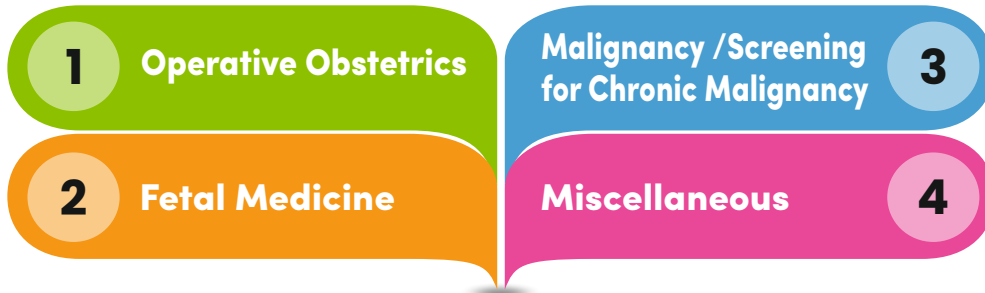 1 Operative Obstetrics
2 Fetal Medicine
Malignancy /Screening
for Chronic Malignancy
3
Miscellaneous 4